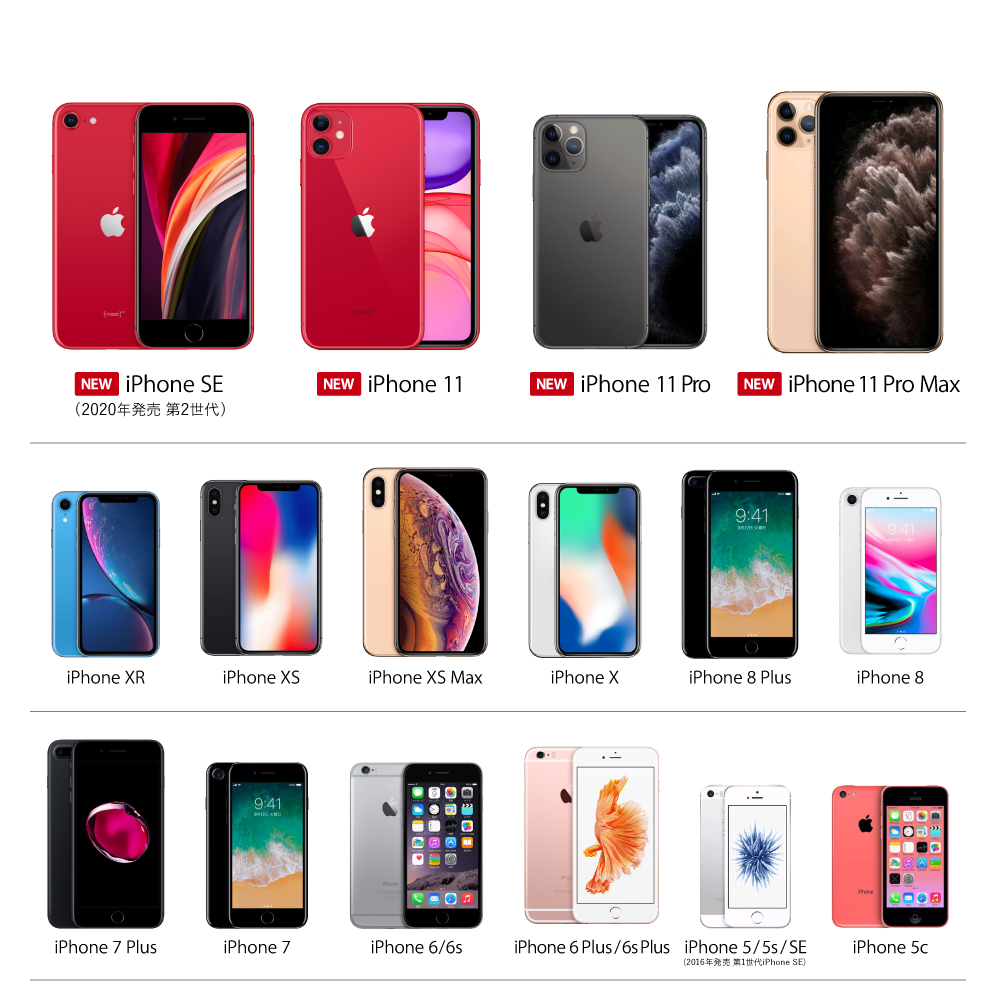 NEW iPhone SE
（2020年発売 第2世代）
NEW iPhone 11
NEW iPhone 11 Pro
NEW iPhone 11 Pro Max
iPhone XR
iPhone XS
iPhone XS Max
iPhone X
9:41
iPhone 8 Plus
9:41
iPhone 8
iPhone 7 Plus
9:41
iPhone 7
iPhone
iPhone 6/6s
iPhone 6 Plus/6s Plus
iPhone 5/5s/SE
(2016年発売 第1世代iPhone SE)
iPhone
iPhone 5c